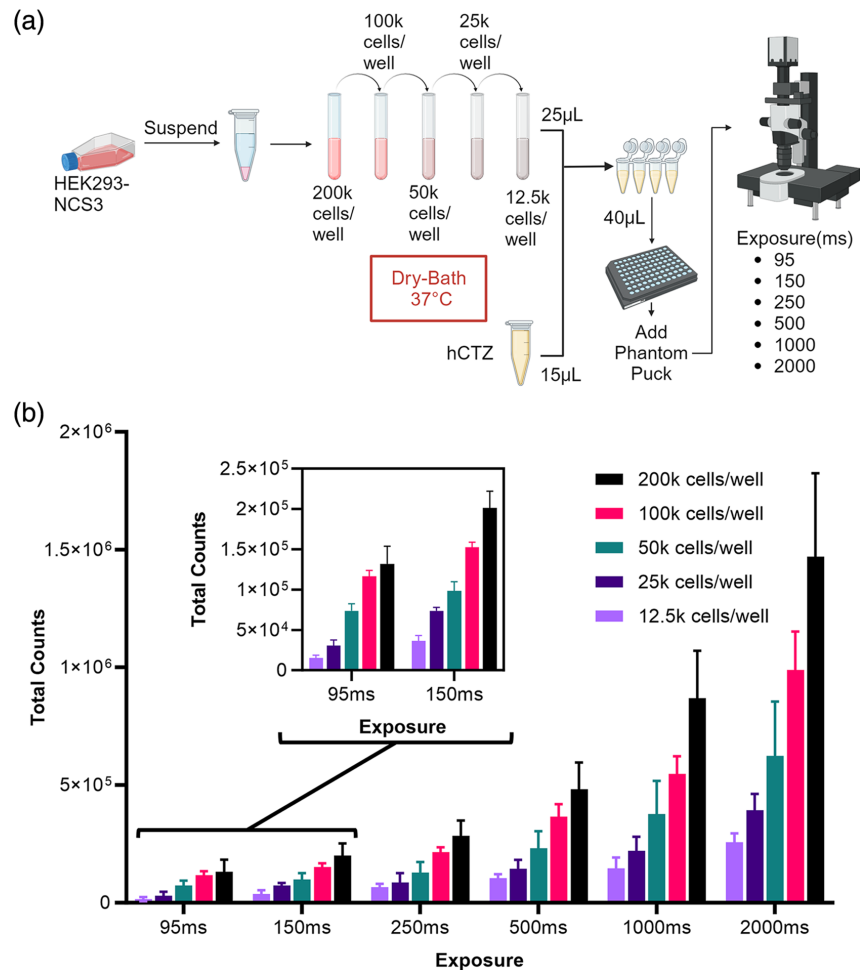 (a)
100k
cells/
well
25k
cells/
well
Suspend
25µL
HEK293-
NCS3
200k
cells/
well
50k
cells/
well
12.5k
cells/
well
40µL
Dry-Bath
37°C
hCTZ
15µL
Add
Phantom
Puck
Exposure(ms)
• 95
• 150
• 250
• 500
• 1000
• 2000
(b)
Total Counts
2×10⁶
1.5×10⁶
1×10⁶
5×10⁵
0
Total Counts
2.5×10⁵
2×10⁵
1.5×10⁵
1×10⁵
5×10⁴
0
95ms
150ms
Exposure
200k cells/well
100k cells/well
50k cells/well
25k cells/well
12.5k cells/well
95ms
150ms
250ms
500ms
1000ms
2000ms
Exposure